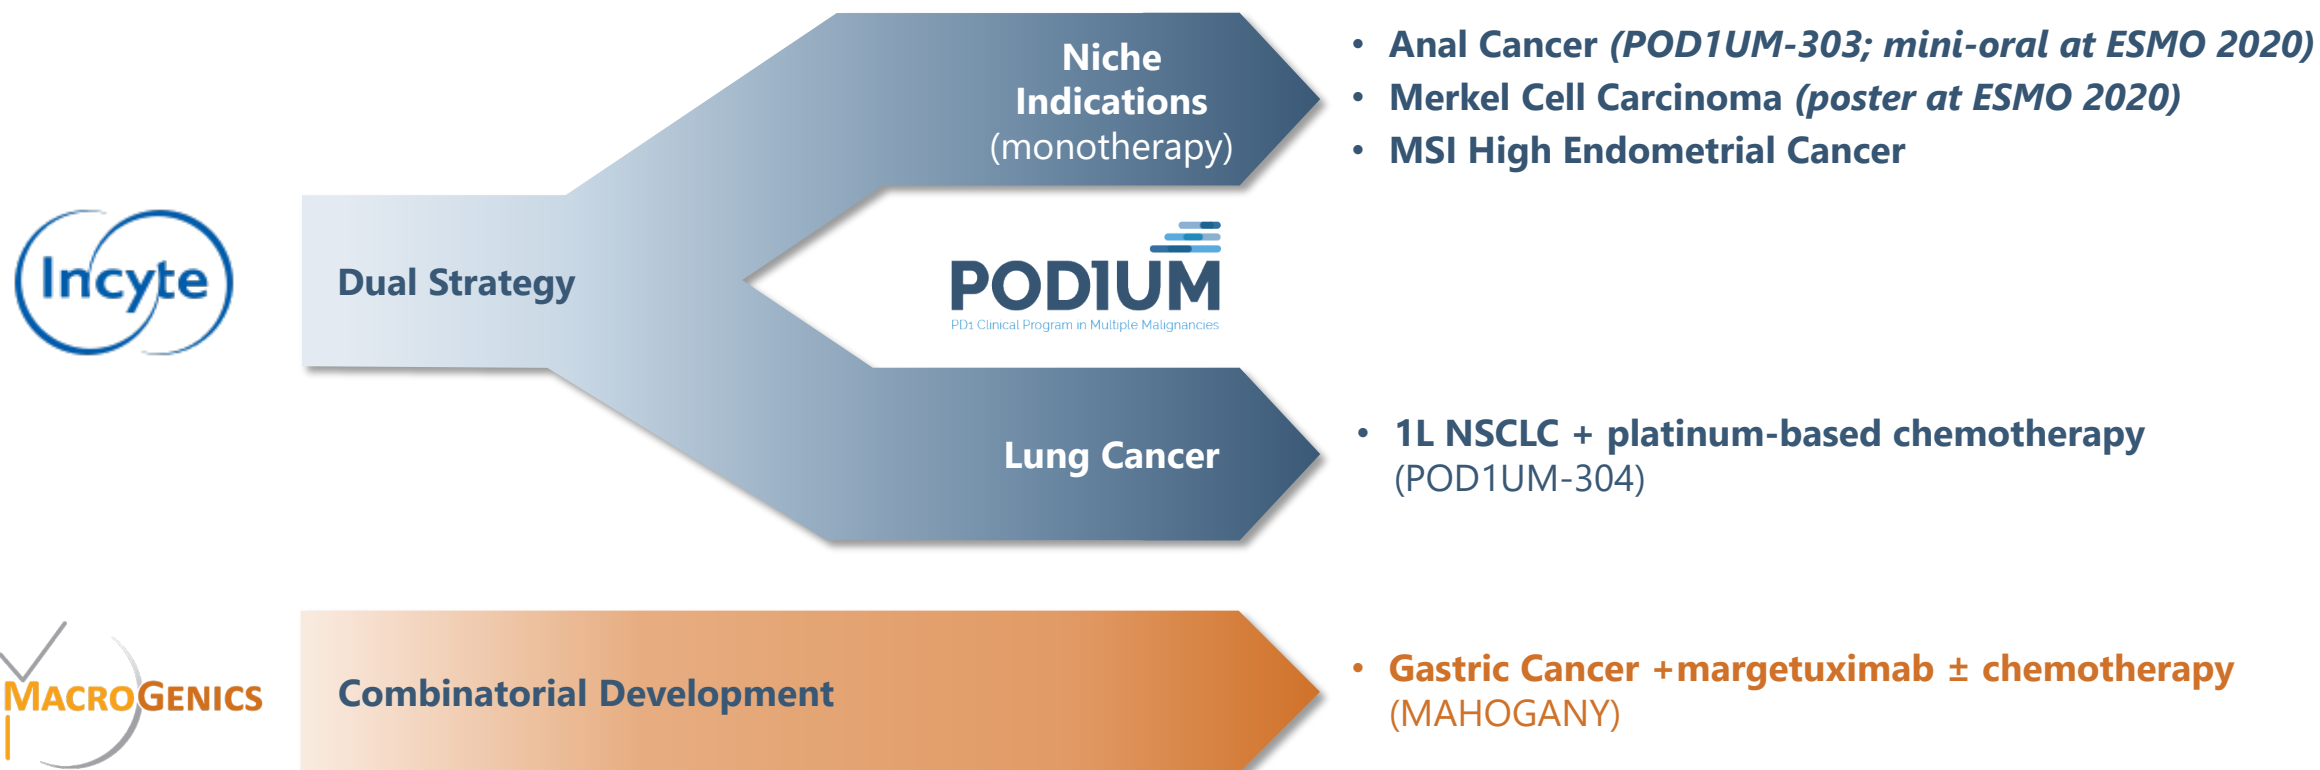 Niche
Indications
(monotherapy)
• Anal Cancer (POD1UM-303; mini-oral at ESMO 2020)
• Merkel Cell Carcinoma (poster at ESMO 2020)
• MSI High Endometrial Cancer
Incyte
Dual Strategy
POD1UM
PD1 Clinical Program in Multiple Malignancies
Lung Cancer
• 1L NSCLC + platinum-based chemotherapy
(POD1UM-304)
MACROGENICS
Combinatorial Development
• Gastric Cancer +margetuximab ± chemotherapy
(MAHOGANY)